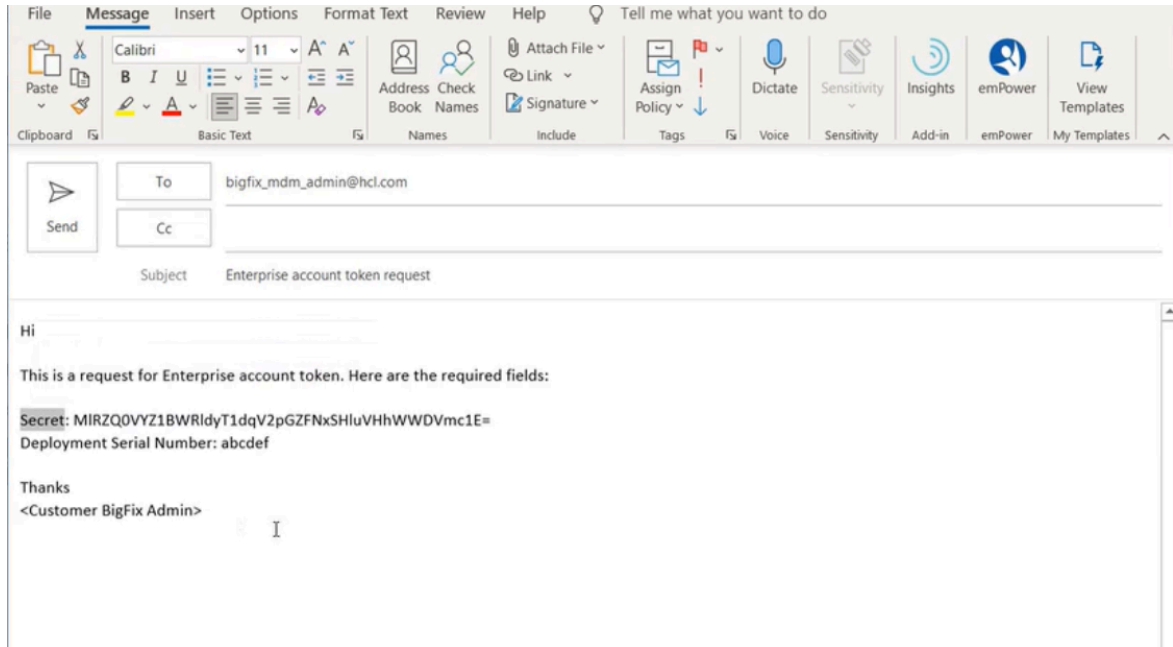 File Message Insert Options Format Text Review Help Tell me what you want to do
Calibri 11 A A
Paste
B I U
A
Address Book
Check Names
Attach File
Link
Signature
Assign Policy
Dictate
Sensitivity
Insights
emPower
View Templates
Clipboard Basic Text Names Include Tags Voice Sensitivity Add-in emPower My Templates
Send
To bigfix_mdm_admin@hcl.com
Cc
Subject Enterprise account token request
Hi
This is a request for Enterprise account token. Here are the required fields:
Secret: MlRZQ0VYZ1BWRldyT1dqV2pGZFNxSHluVHhWWDVmc1E=
Deployment Serial Number: abcdef
Thanks
<Customer BigFix Admin>